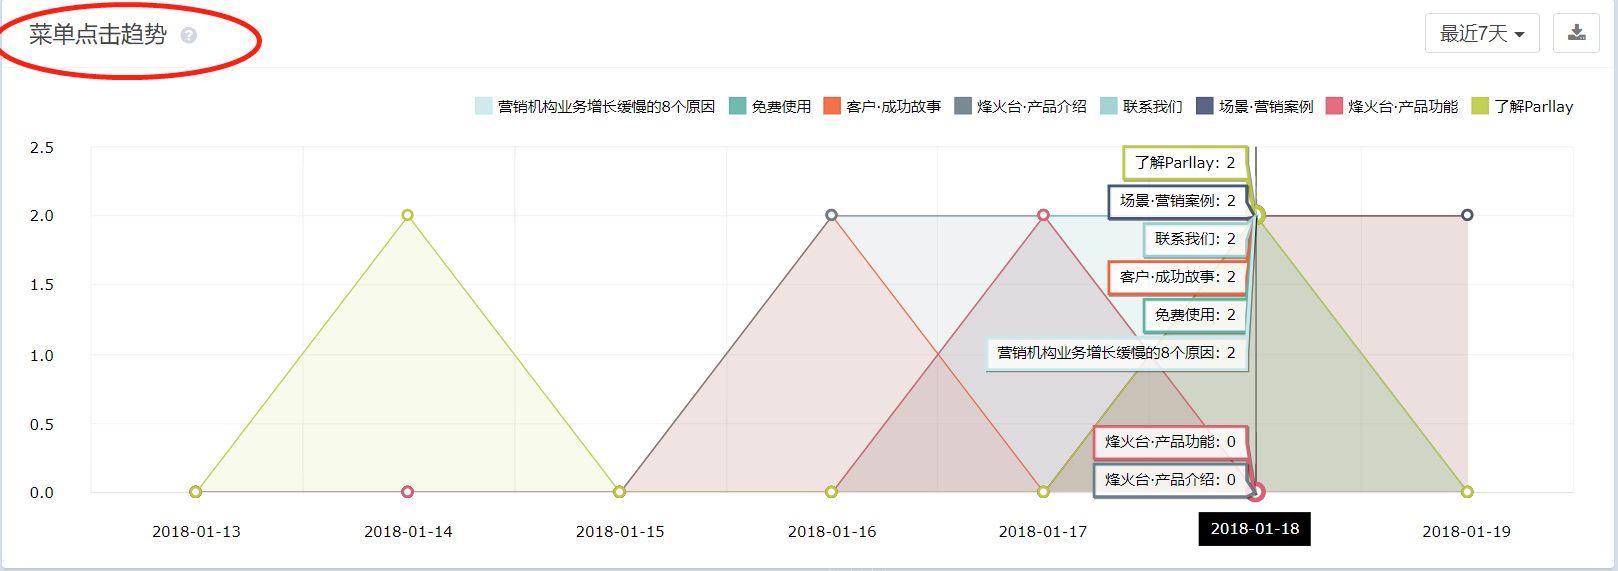 菜单点击趋势 ?
最近7天
营销机构业务增长缓慢的8个原因 免费使用 客户·成功故事 烽火台·产品介绍 联系我们 场景·营销案例 烽火台·产品功能 了解Parllay
2.5
2.0
1.5
1.0
0.5
0.0
了解Parllay: 2
场景·营销案例: 2
联系我们: 2
客户·成功故事: 2
免费使用: 2
营销机构业务增长缓慢的8个原因: 2
烽火台·产品功能: 0
烽火台·产品介绍: 0
2018-01-13 2018-01-14 2018-01-15 2018-01-16 2018-01-17 2018-01-18 2018-01-19